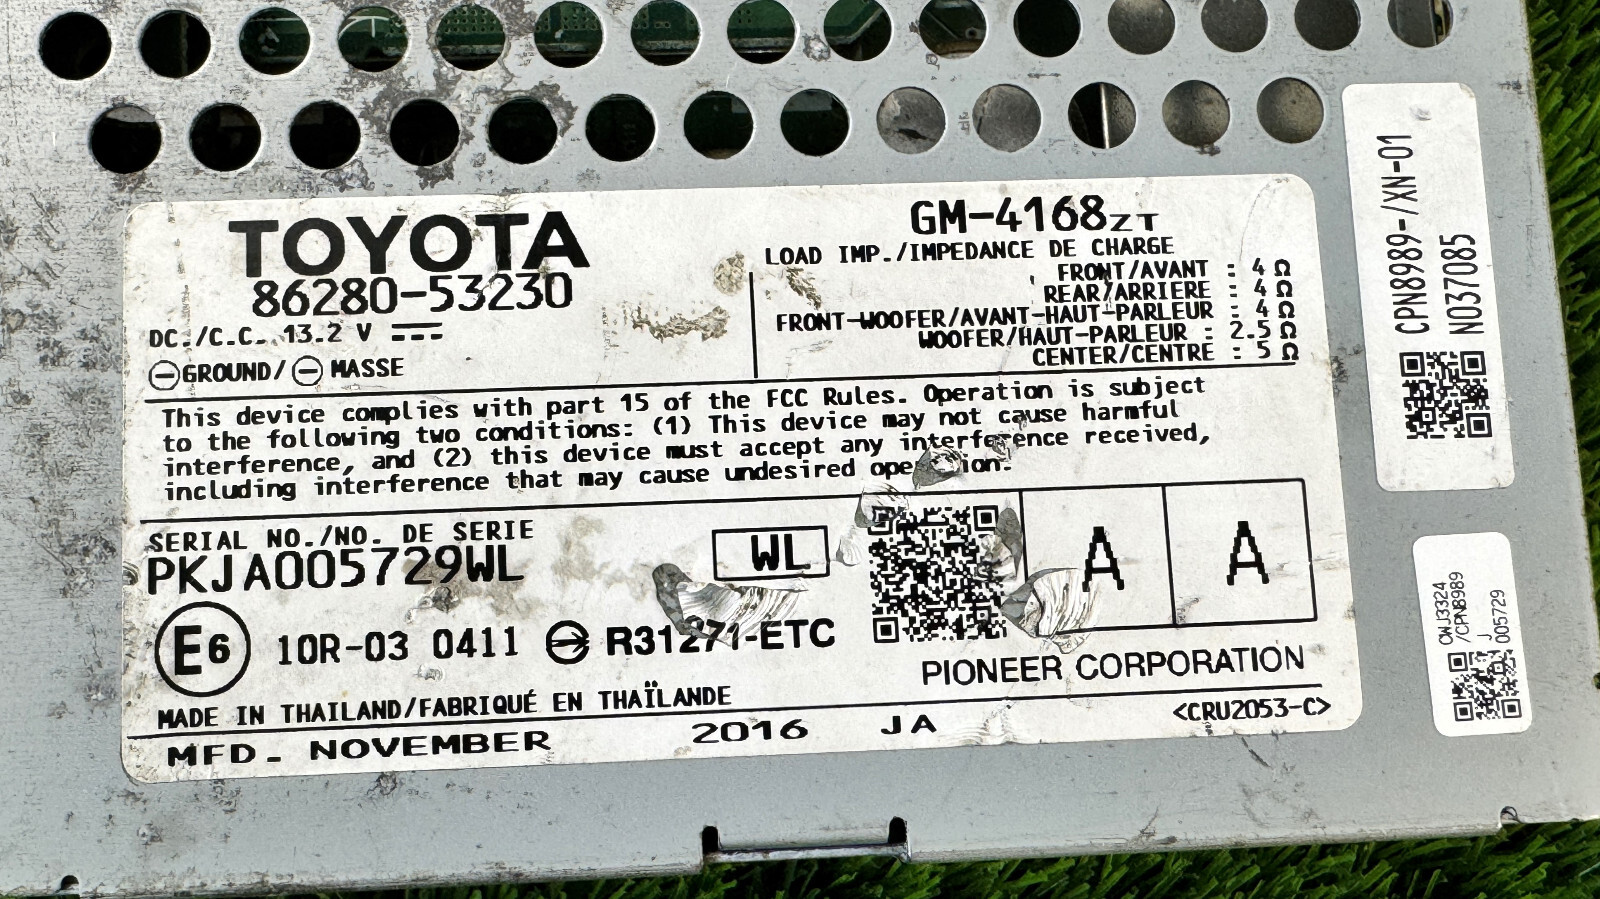 TOYOTA
86280-53230
DC./C.C. 13.2 V
⊖GROUND/⊖ MASSE
GM-4168ZT
LOAD IMP./IMPEDANCE DE CHARGE
FRONT/AVANT : 4 Ω
REAR/ARRIERE : 4 Ω
FRONT-WOOFER/AVANT-HAUT-PARLEUR : 4 Ω
WOOFER/HAUT-PARLEUR : 2.5 Ω
CENTER/CENTRE : 5 Ω
This device complies with part 15 of the FCC Rules. Operation is subject
to the following two conditions: (1) This device may not cause harmful
interference, and (2) this device must accept any interference received,
including interference that may cause undesired operation.
SERIAL NO./NO. DE SERIE
PKJA005729WL
WL
A A
E6 10R-03 0411 R31271-ETC
PIONEER CORPORATION
MADE IN THAILAND/FABRIQUÉ EN THAÏLANDE
<CRU2053-C>
MFD. NOVEMBER 2016 JA
CPN8989-/XN-01
N037085
CWJ3324
/CPN8989
J
005729